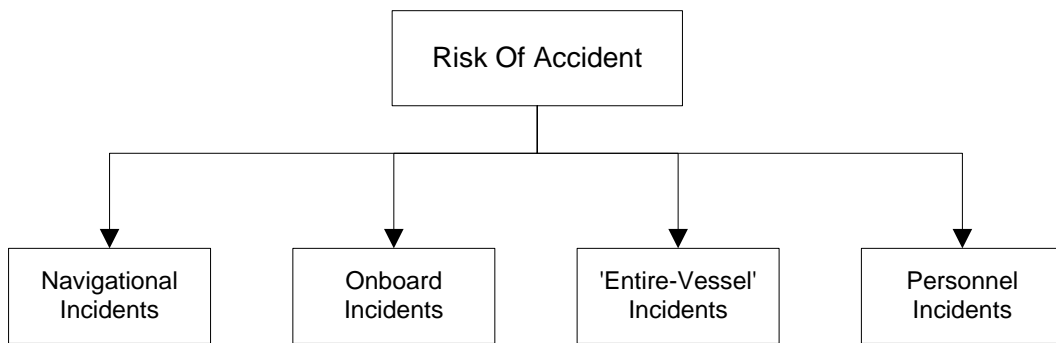 Risk Of Accident
Navigational
Incidents
Onboard
Incidents
'Entire-Vessel'
Incidents
Personnel
Incidents